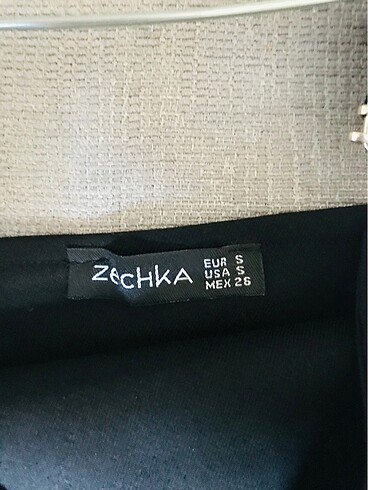 zechka
EUR S
USA S
MEX 26